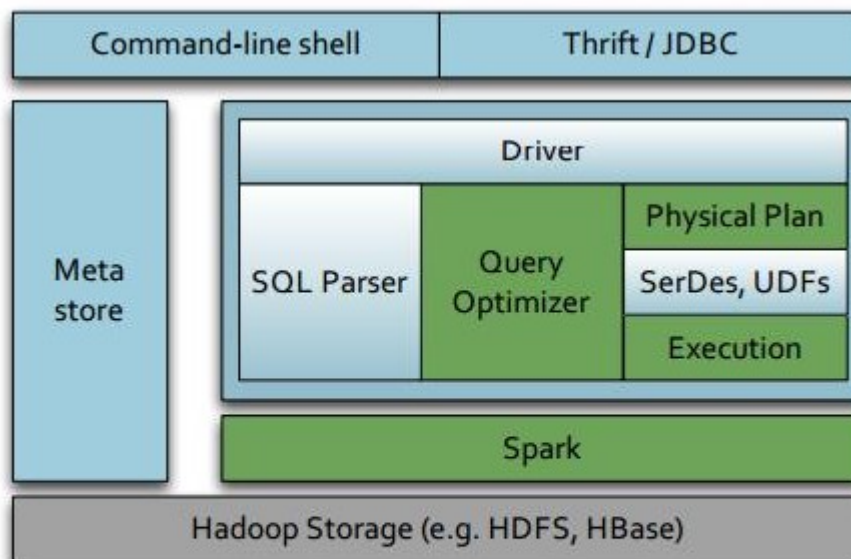 Command-line shell
Thrift / JDBC
Meta
store
Driver
SQL Parser
Query
Optimizer
Physical Plan
SerDes, UDFs
Execution
Spark
Hadoop Storage (e.g. HDFS, HBase)